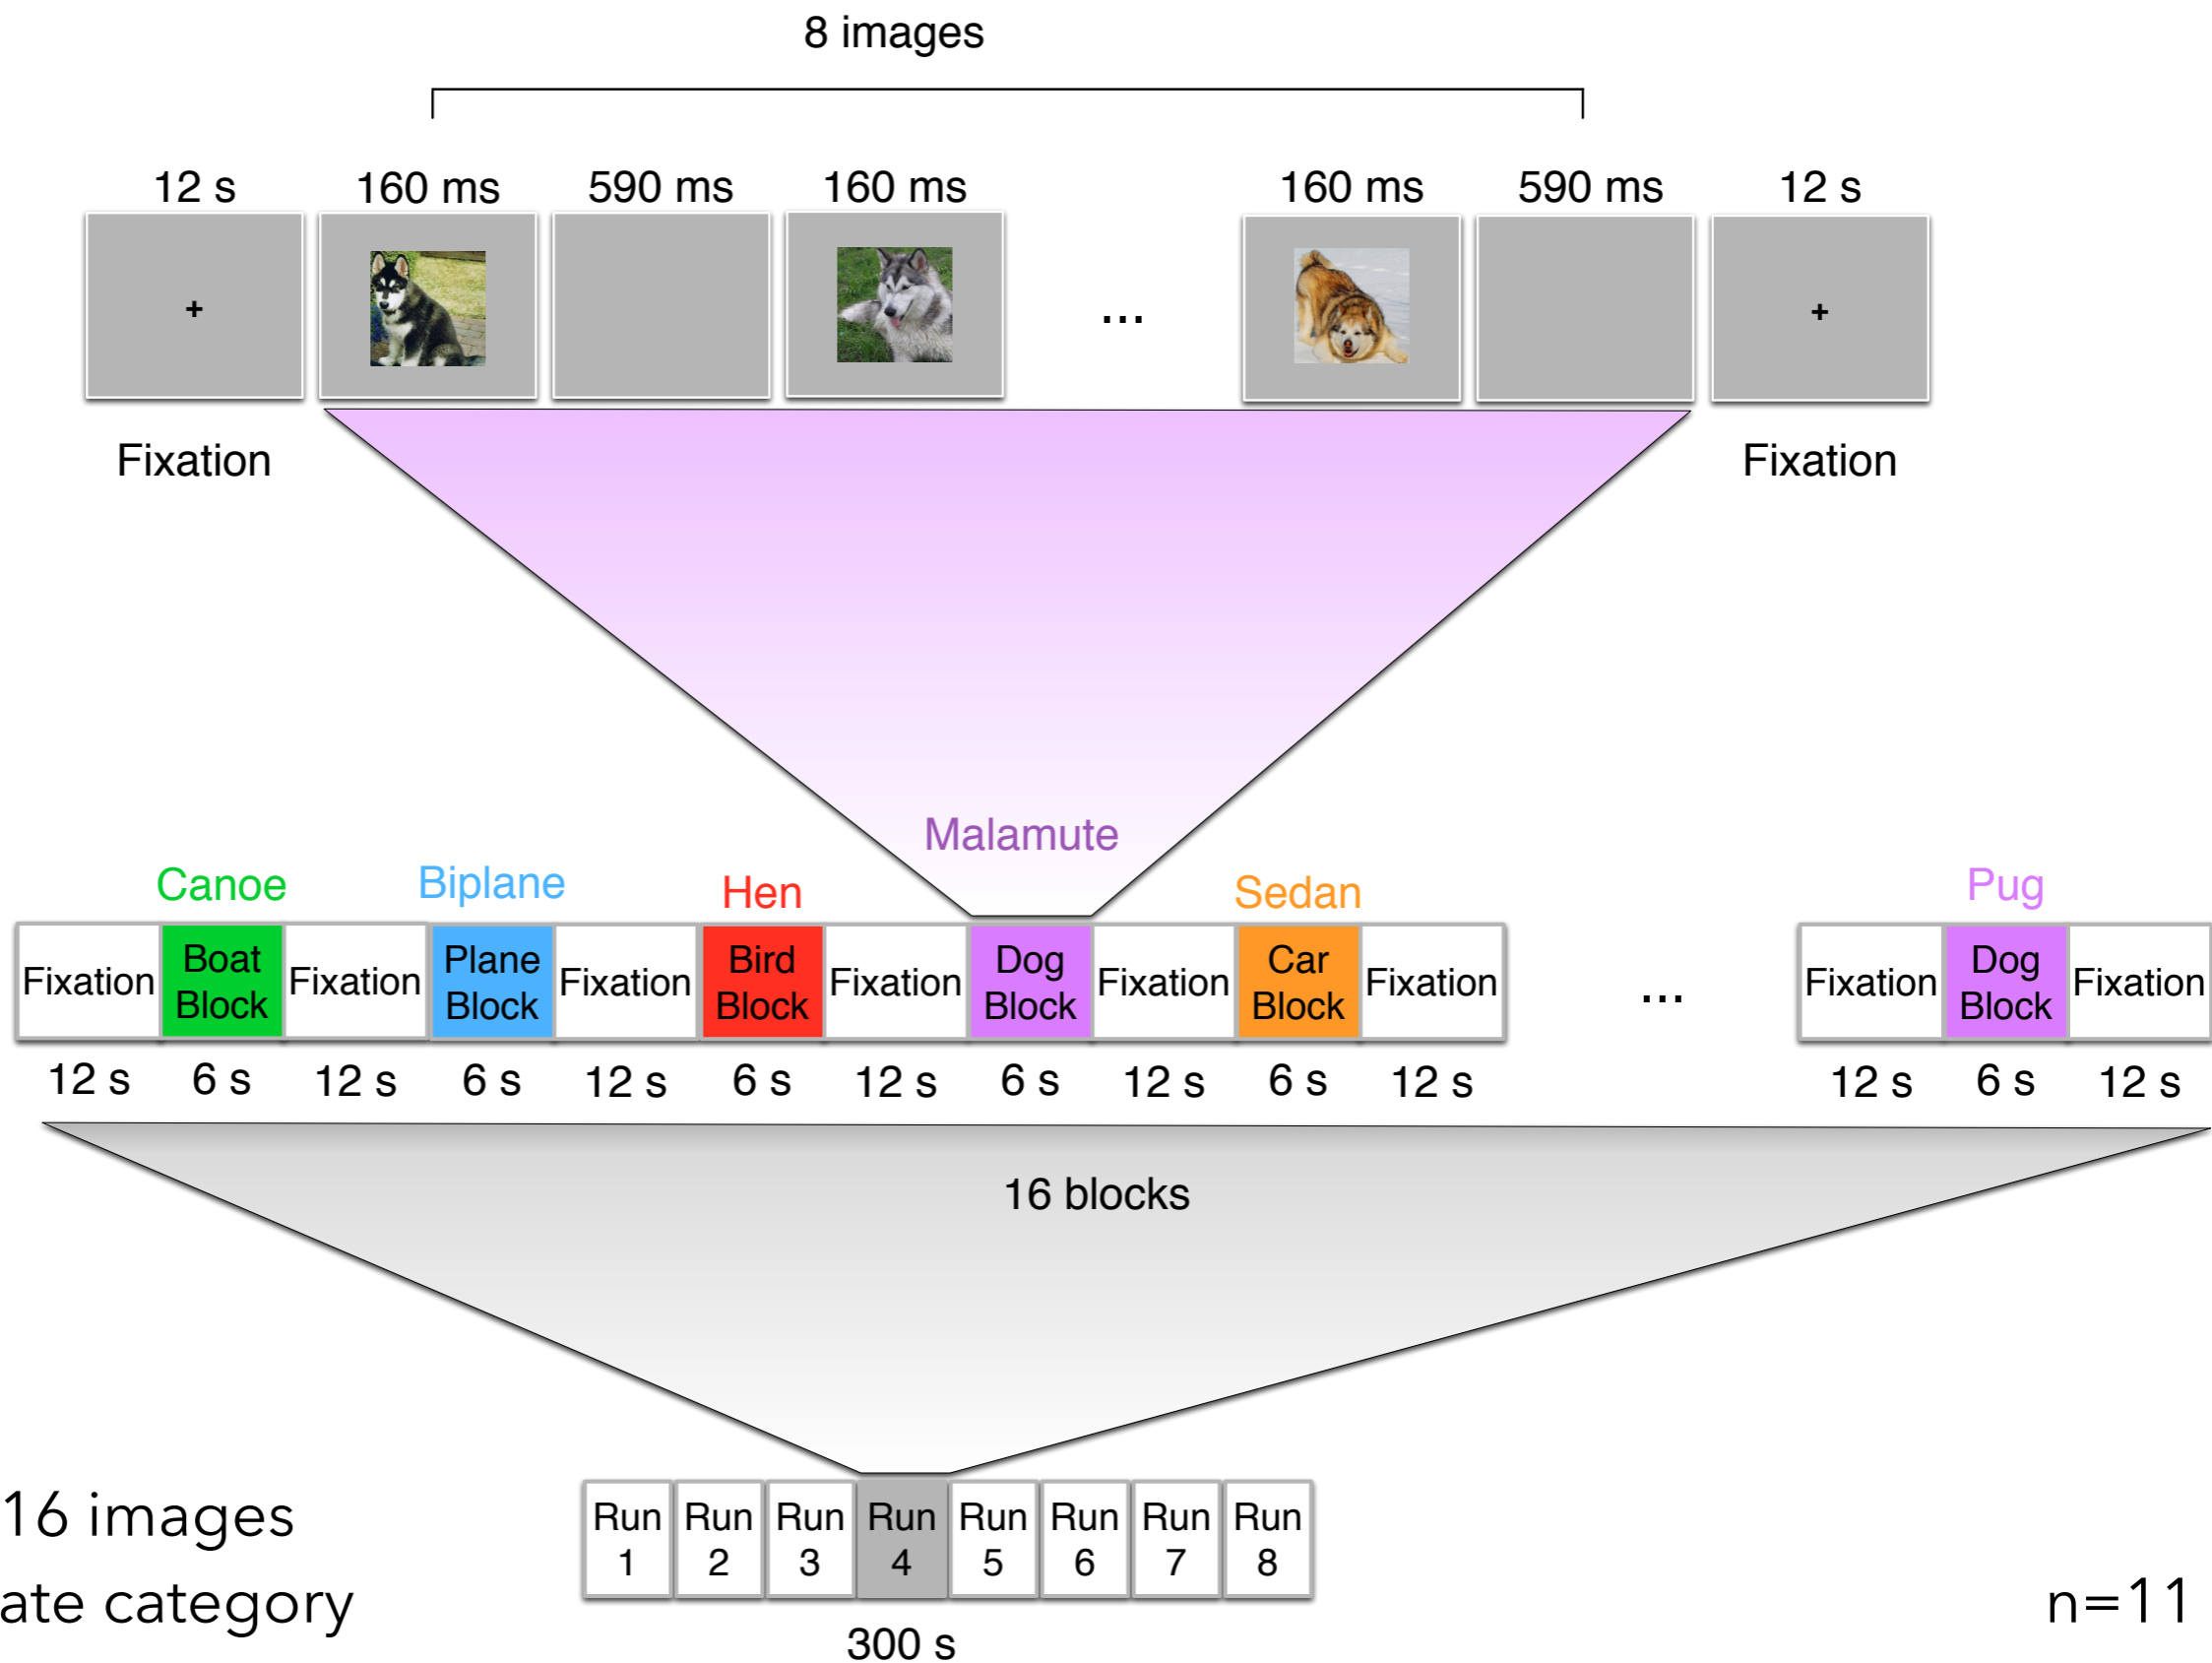 8 images
12 s 160 ms 590 ms 160 ms 160 ms 590 ms 12 s
+ ... +
Fixation Fixation
Malamute
Canoe Biplane Hen Sedan Pug
Fixation Boat Block Fixation Plane Block Fixation Bird Block Fixation Dog Block Fixation Car Block Fixation ... Fixation Dog Block Fixation
12 s 6 s 12 s 6 s 12 s 6 s 12 s 6 s 12 s 6 s 12 s 12 s 6 s 12 s
16 blocks
16 images
ate category
Run 1 Run 2 Run 3 Run 4 Run 5 Run 6 Run 7 Run 8
300 s
n=11